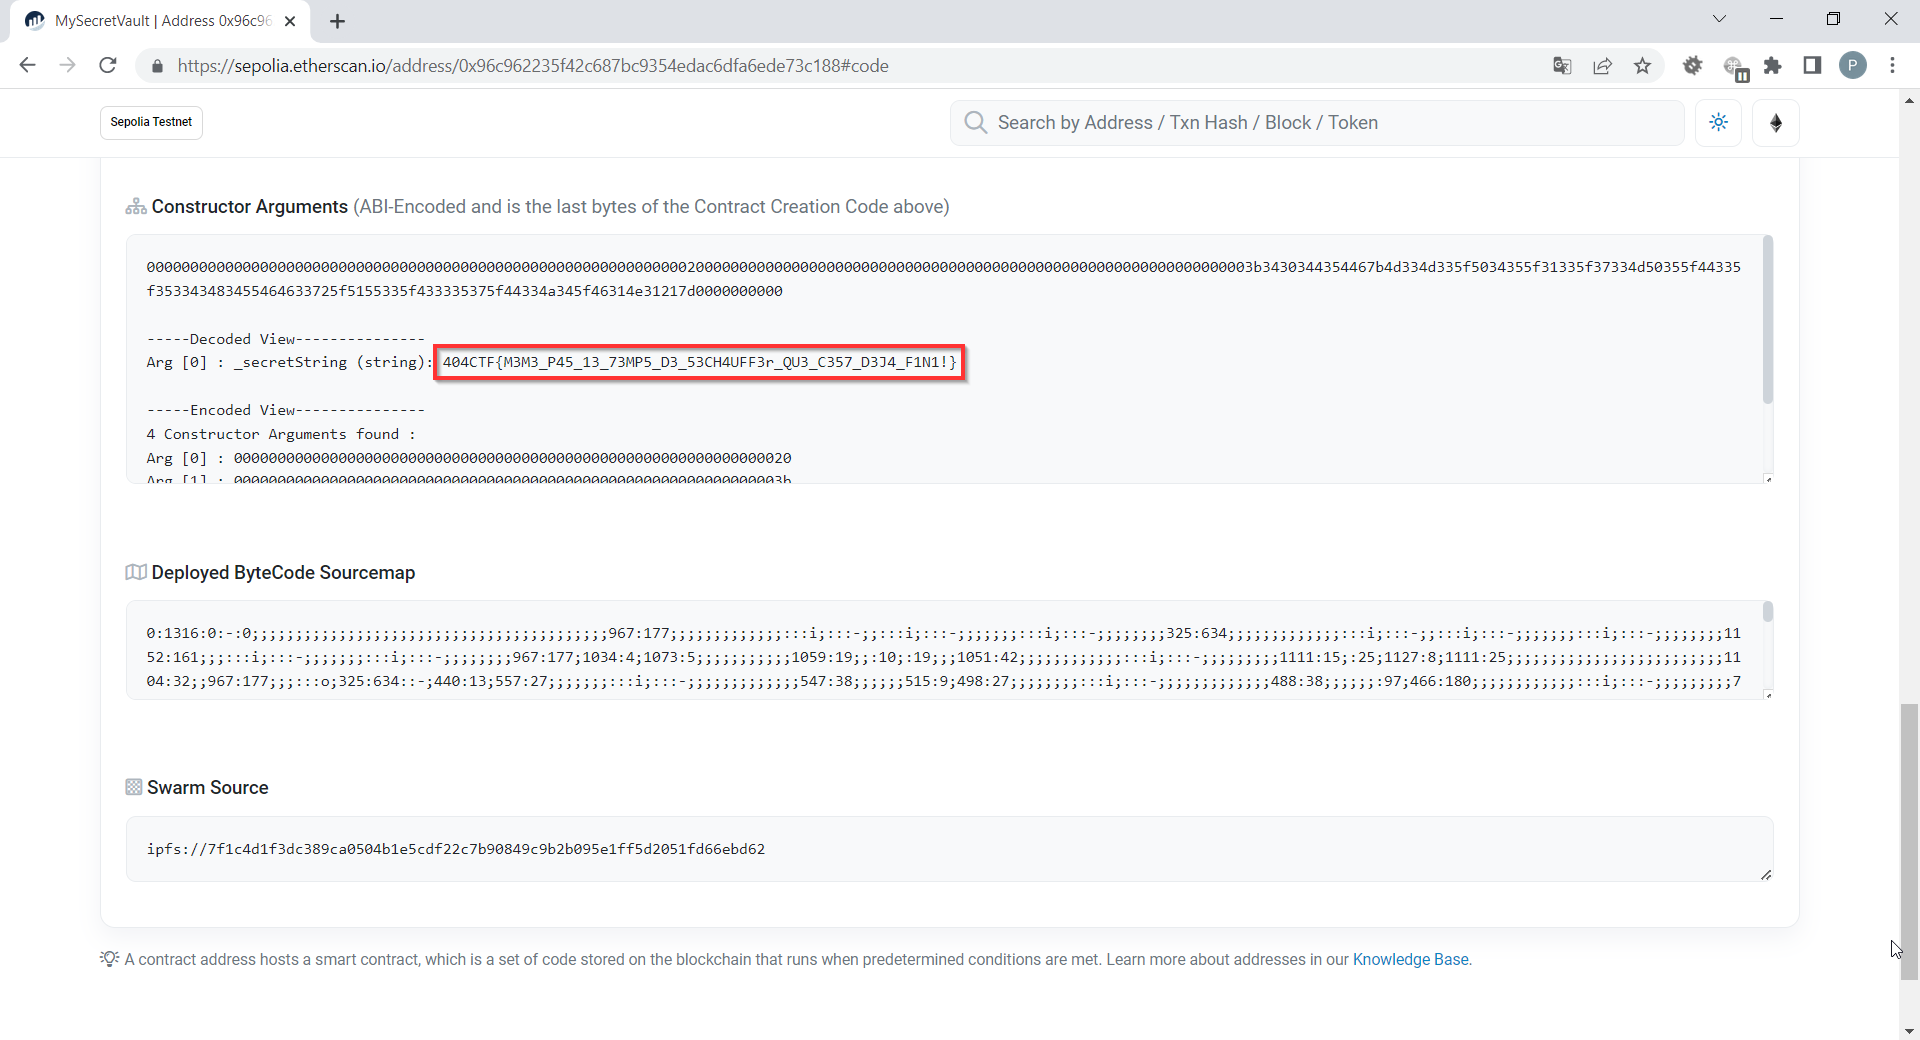 MySecretVault | Address 0x96c96
https://sepolia.etherscan.io/address/0x96c962235f42c687bc9354edac6dfa6ede73c188#code
P
Sepolia Testnet
Search by Address / Txn Hash / Block / Token
Constructor Arguments (ABI-Encoded and is the last bytes of the Contract Creation Code above)
00000000000000000000000000000000000000000000000000000000000000200000000000000000000000000000000000000000000000000000000000000003b3430344354467b4d334d335f5034355f31335f37334d50355f44335
f353343483455464633725f5155335f433335375f44334a345f46314e31217d0000000000
-----Decoded View---------------
Arg [0] : _secretString (string): 404CTF{M3M3_P45_13_73MP5_D3_53CH4UFF3r_QU3_C357_D3J4_F1N1!}
-----Encoded View---------------
4 Constructor Arguments found :
Arg [0] : 0000000000000000000000000000000000000000000000000000000000000020
Arg [1] : 000000000000000000000000000000000000000000000000000000000000003b
Deployed ByteCode Sourcemap
0:1316:0:-:0;;;;;;;;;;;;;;;;;;;;;;;;;;;;;;;;;;;;;;;;;967:177;;;;;;;;;;;;;:::i;:::-;;:::i;:::-;;;;;;;:::i;:::-;;;;;;;;325:634;;;;;;;;;;;;;:::i;:::-;;:::i;:::-;;;;;;;:::i;:::-;;;;;;;;11
52:161;;;:::i;:::-;;;;;;;:::i;:::-;;;;;;;;967:177;1034:4;1073:5;;;;;;;;;;;1059:19;;:10;:19;;;1051:42;;;;;;;;;;;;:::i;:::-;;;;;;;;;1111:15;:25;1127:8;1111:25;;;;;;;;;;;;;;;;;;;;;;;;;11
04:32;;967:177;;;:::o;325:634::-;440:13;557:27;;;;;;;:::i;:::-;;;;;;;;;;;;;547:38;;;;;;515:9;498:27;;;;;;;;:::i;:::-;;;;;;;;;;;;;488:38;;;;;;:97;466:180;;;;;;;;;;;;:::i;:::-;;;;;;;;;7
Swarm Source
ipfs://7f1c4d1f3dc389ca0504b1e5cdf22c7b90849c9b2b095e1ff5d2051fd66ebd62
A contract address hosts a smart contract, which is a set of code stored on the blockchain that runs when predetermined conditions are met. Learn more about addresses in our Knowledge Base.